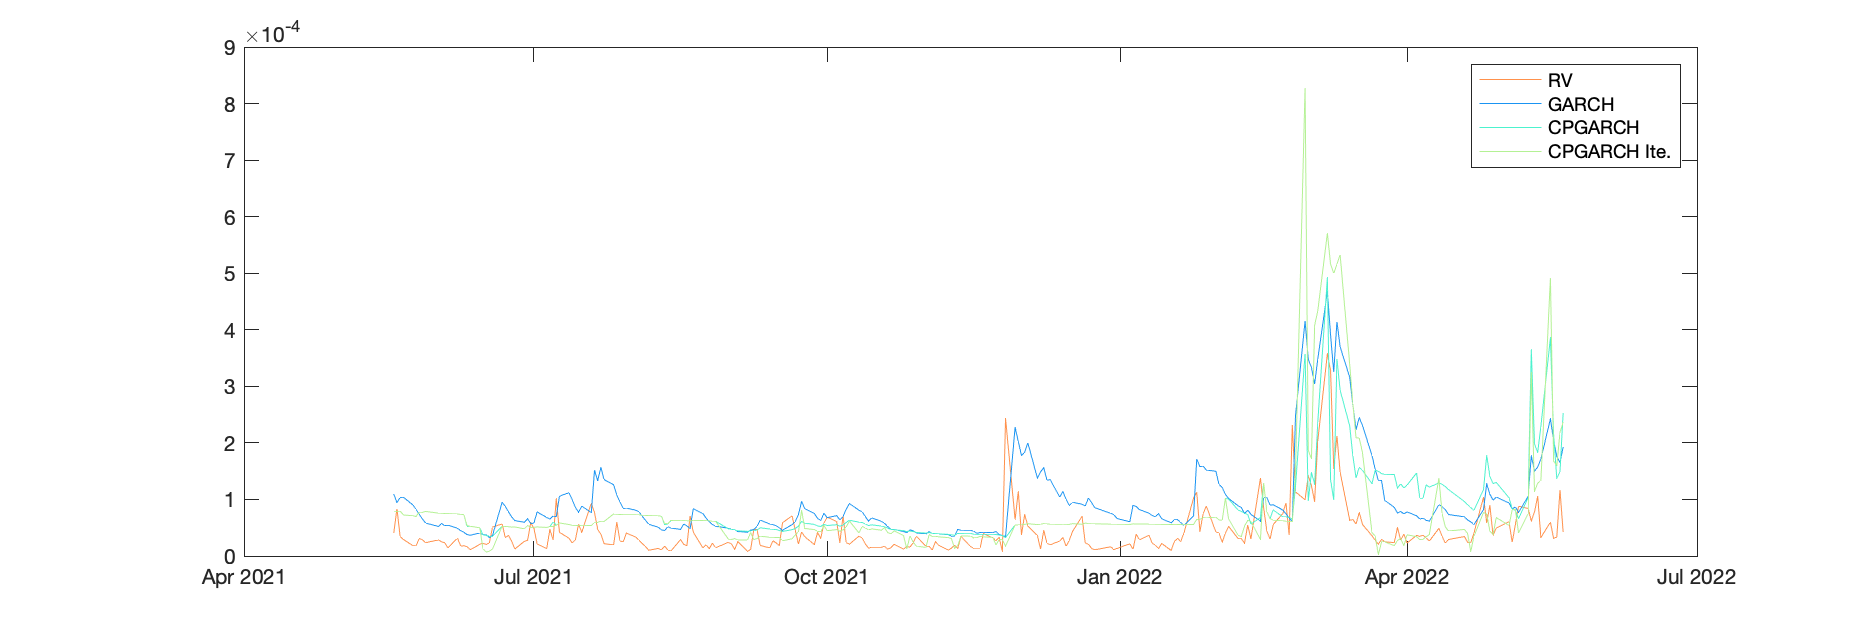 ×10-4
9
8
7
6
5
4
3
2
1
0
Apr 2021
Jul 2021
Oct 2021
Jan 2022
Apr 2022
Jul 2022
RV
GARCH
CPGARCH
CPGARCH Ite.